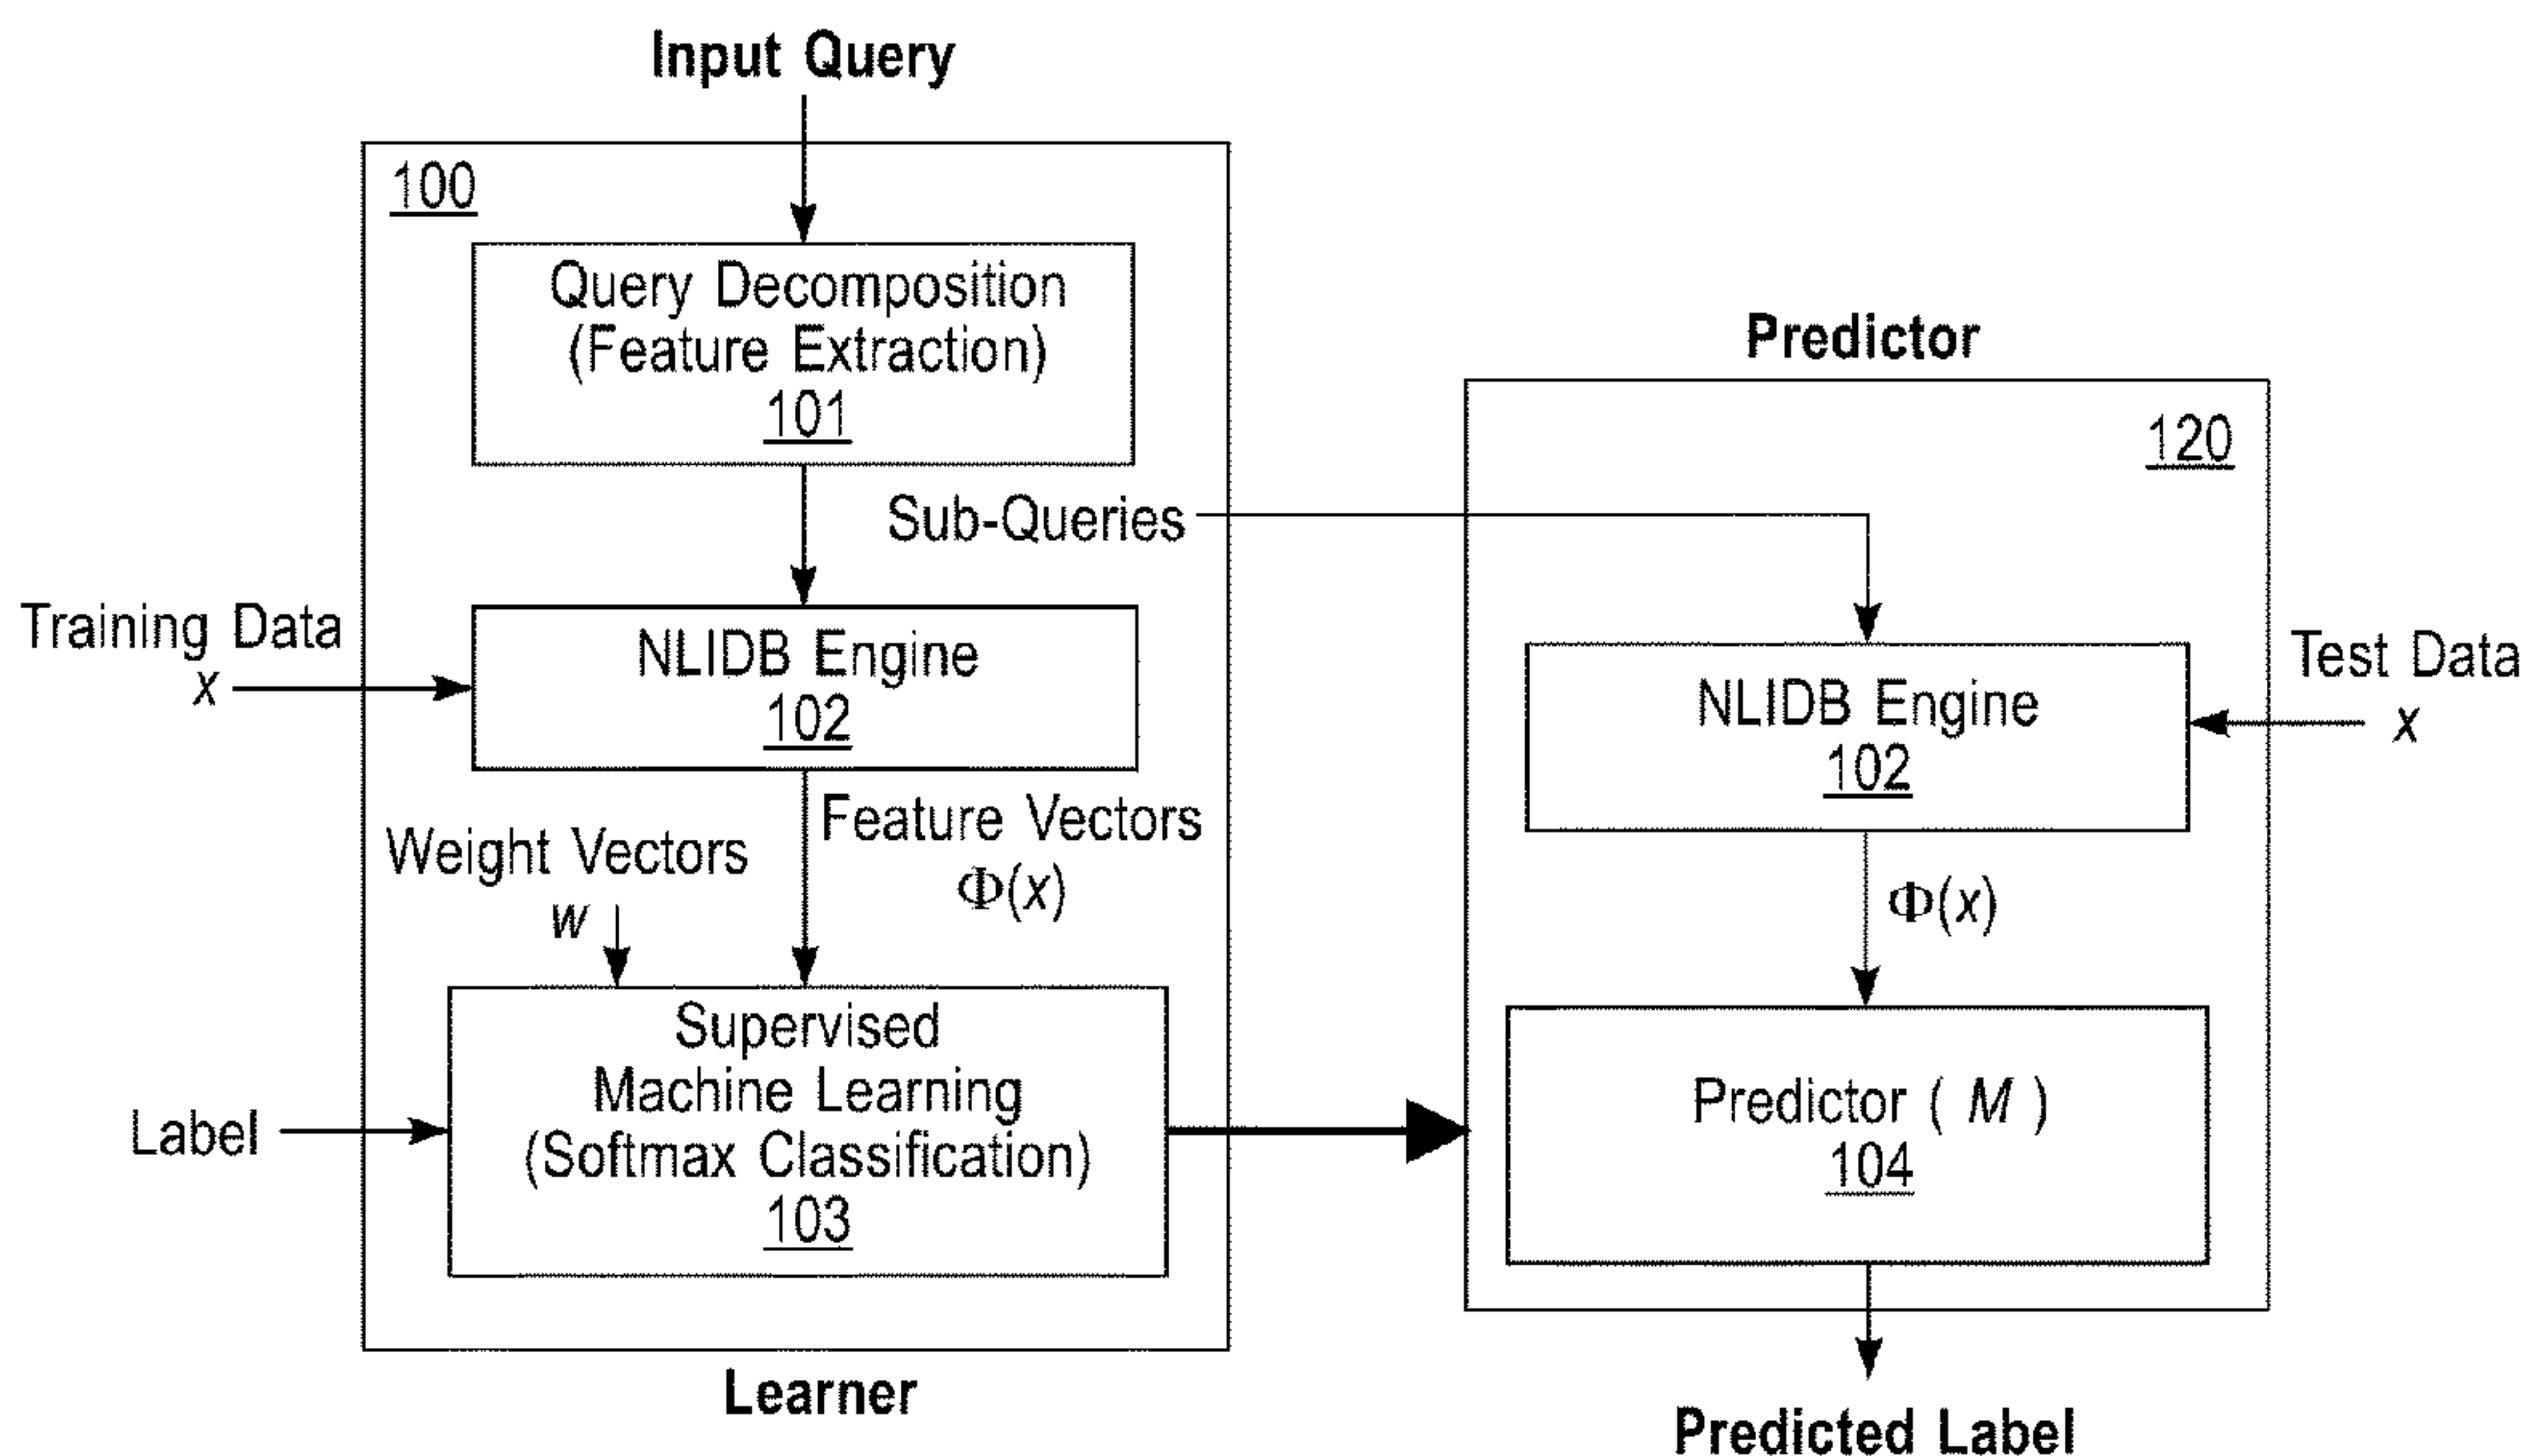 Input Query
100
Query Decomposition
(Feature Extraction)
101
Sub-Queries
Training Data
x
NLIDB Engine
102
Weight Vectors
w
Feature Vectors
Φ(x)
Label
Supervised
Machine Learning
(Softmax Classification)
103
Learner
Predictor
120
NLIDB Engine
102
Test Data
x
Φ(x)
Predictor ( M )
104
Predicted Label